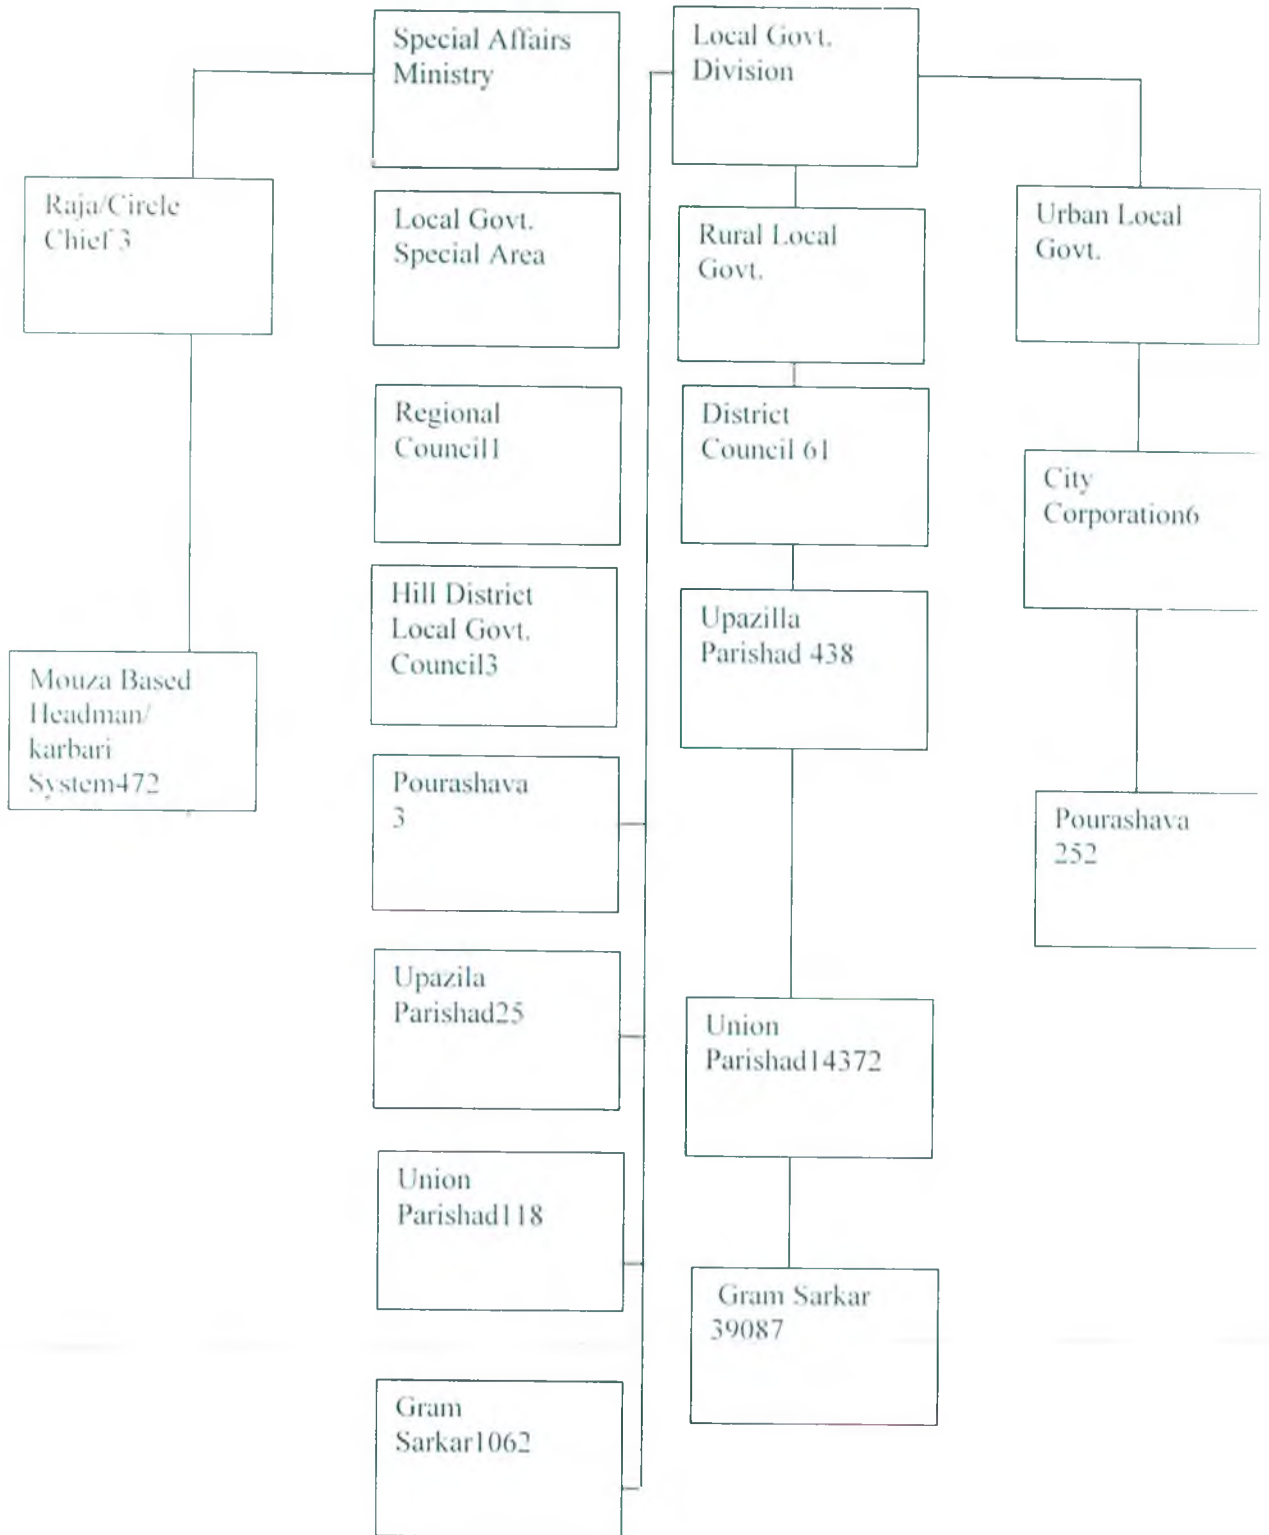 Special Affairs
Ministry
Local Govt.
Division
Raja/Circle
Chief 3
Local Govt.
Special Area
Rural Local
Govt.
Urban Local
Govt.
Regional
Council1
District
Council 61
City
Corporation6
Hill District
Local Govt.
Council3
Upazilla
Parishad 438
Mouza Based
Headman/
karbari
System472
Pourashava
3
Pourashava
252
Upazila
Parishad25
Union
Parishad14372
Union
Parishad118
Gram Sarkar
39087
Gram
Sarkar1062